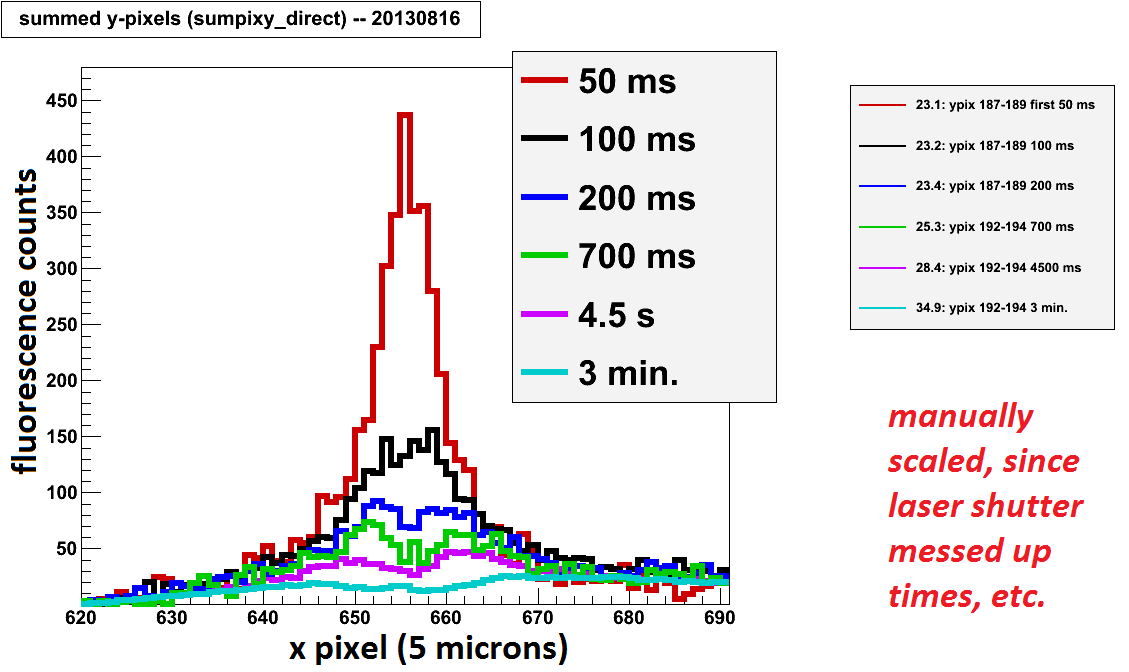 summed y-pixels (sumpixy_direct) -- 20130816
50 ms
100 ms
200 ms
700 ms
4.5 s
3 min.
23.1: ypix 187-189 first 50 ms
23.2: ypix 187-189 100 ms
23.4: ypix 187-189 200 ms
25.3: ypix 192-194 700 ms
28.4: ypix 192-194 4500 ms
34.9: ypix 192-194 3 min.
fluorescence counts
450
400
350
300
250
200
150
100
50
620 630 640 650 660 670 680 690
x pixel (5 microns)
manually
scaled, since
laser shutter
messed up
times, etc.